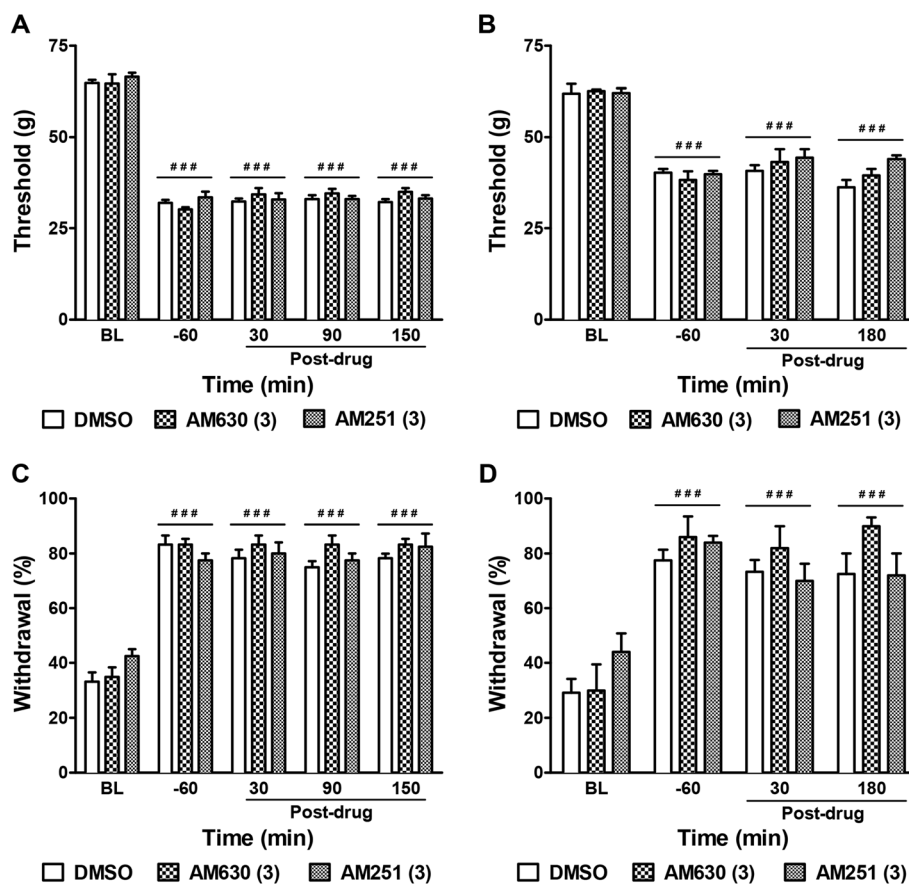 A
75
50
25
0
Threshold (g)
### ### ### ###
BL -60 30 90 150
Post-drug
Time (min)
DMSO AM630 (3) AM251 (3)
B
75
50
25
0
Threshold (g)
### ### ###
BL -60 30 180
Post-drug
Time (min)
DMSO AM630 (3) AM251 (3)
C
100
80
60
40
20
0
Withdrawal (%)
### ### ### ###
BL -60 30 90 150
Post-drug
Time (min)
DMSO AM630 (3) AM251 (3)
D
100
80
60
40
20
0
Withdrawal (%)
### ### ###
BL -60 30 180
Post-drug
Time (min)
DMSO AM630 (3) AM251 (3)